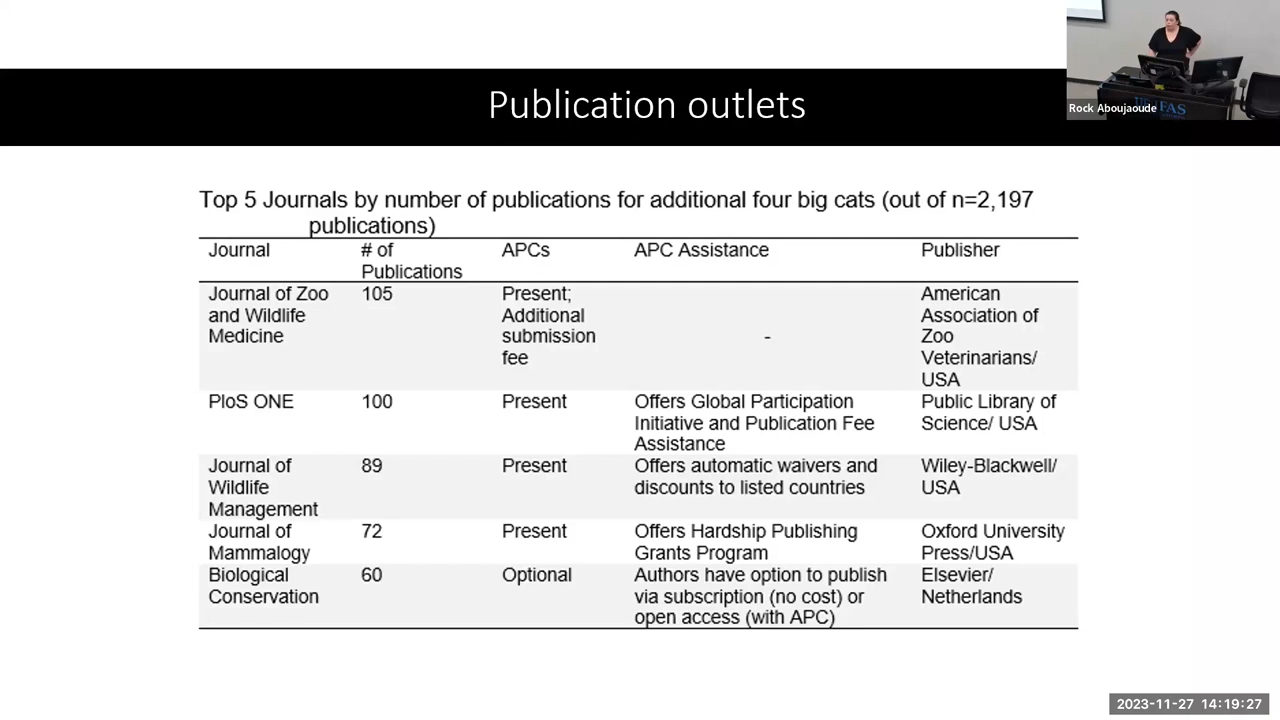 Publication outlets
Rock Aboujaoude
FAS
Top 5 Journals by number of publications for additional four big cats (out of n=2,197
publications)
Journal # of APCs APC Assistance Publisher
Publications
Journal of Zoo 105 Present; American
and Wildlife Additional Association of
Medicine submission - Zoo
fee Veterinarians/
USA
PloS ONE 100 Present Offers Global Participation Public Library of
Initiative and Publication Fee Science/ USA
Assistance
Journal of 89 Present Offers automatic waivers and Wiley-Blackwell/
Wildlife discounts to listed countries USA
Management
Journal of 72 Present Offers Hardship Publishing Oxford University
Mammalogy Grants Program Press/USA
Biological 60 Optional Authors have option to publish Elsevier/
Conservation via subscription (no cost) or Netherlands
open access (with APC)
2023-11-27 14:19:27